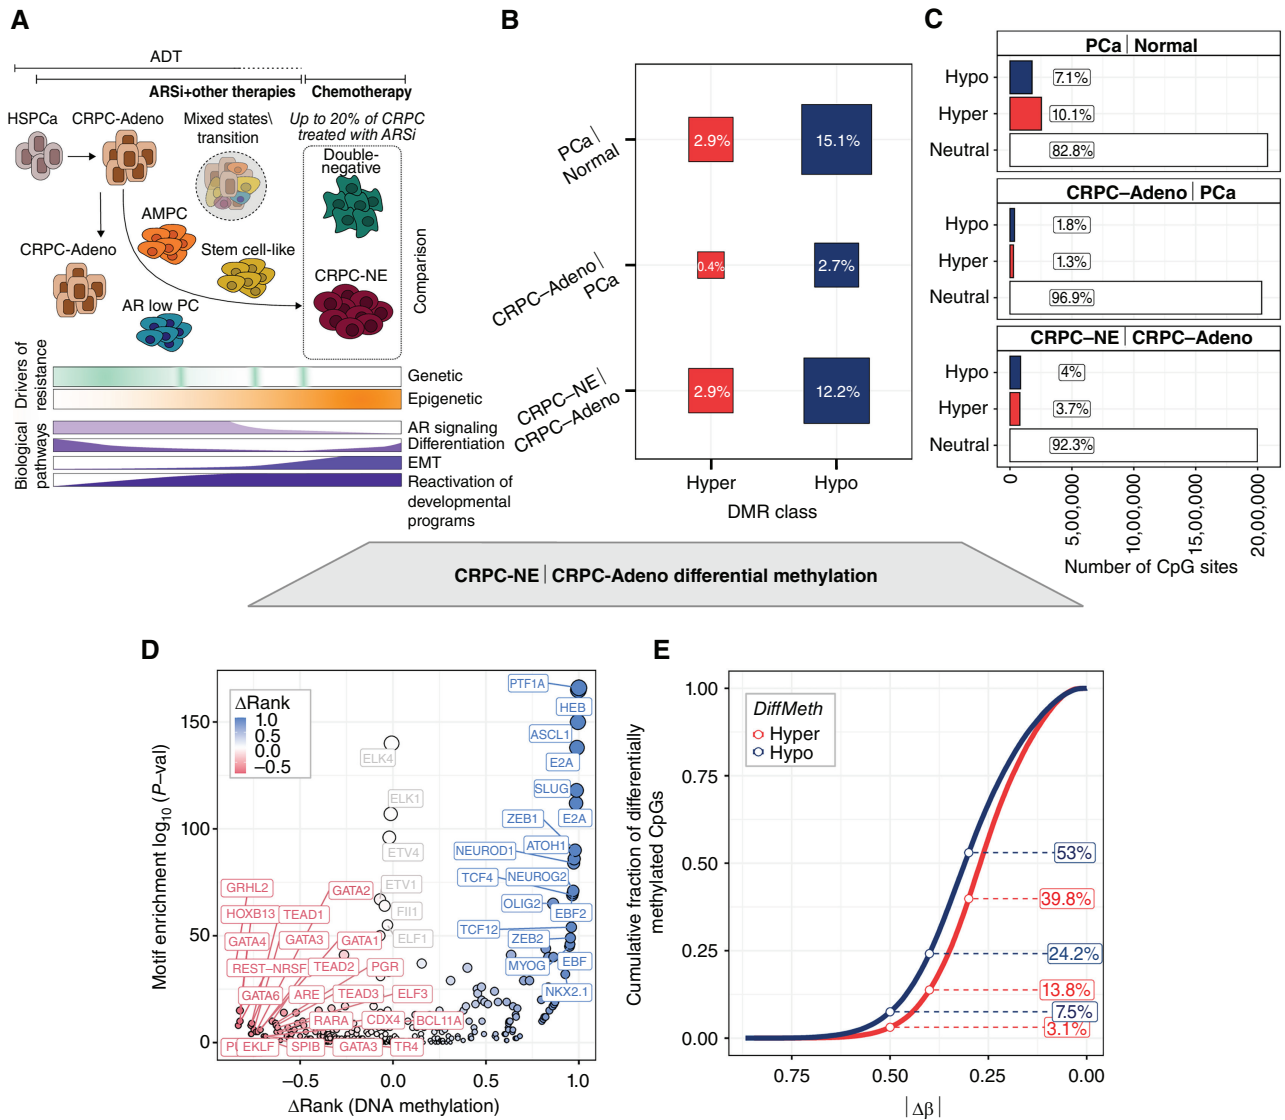 A
ADT
ARSi+other therapies
Chemotherapy
HSPCa
CRPC-Adeno
Mixed states\
transition
Up to 20% of CRPC
treated with ARSi
Double-
negative
AMPC
CRPC-Adeno
Stem cell-like
CRPC-NE
AR low PC
Comparison
Drivers of
resistance
Genetic
Epigenetic
Biological
pathways
AR signaling
Differentiation
EMT
Reactivation of
developmental
programs
B
PCa |
Normal
2.9%
15.1%
CRPC–Adeno |
PCa
0.4%
2.7%
CRPC–NE |
CRPC–Adeno
2.9%
12.2%
Hyper
Hypo
DMR class
C
PCa | Normal
Hypo
7.1%
Hyper
10.1%
Neutral
82.8%
CRPC–Adeno | PCa
Hypo
1.8%
Hyper
1.3%
Neutral
96.9%
CRPC–NE | CRPC–Adeno
Hypo
4%
Hyper
3.7%
Neutral
92.3%
0
5,00,000
10,00,000
15,00,000
20,00,000
Number of CpG sites
CRPC-NE | CRPC-Adeno differential methylation
D
Motif enrichment log10 (P–val)
150
100
50
0
ΔRank
1.0
0.5
0.0
–0.5
PTF1A
HEB
ASCL1
E2A
SLUG
E2A
ZEB1
ATOH1
NEUROD1
TCF4
NEUROG2
OLIG2
EBF2
TCF12
ZEB2
MYOG
EBF
NKX2.1
ELK4
ELK1
ETV4
ETV1
Fli1
ELF1
GRHL2
GATA2
HOXB13
TEAD1
GATA4
GATA3
GATA1
REST–NRSF
TEAD2
PGR
GATA6
ARE
TEAD3
ELF3
RARA
CDX4
BCL11A
EKLF
SPIB
GATA3
TR4
–0.5
0.0
0.5
1.0
ΔRank (DNA methylation)
E
Cumulative fraction of differentially
methylated CpGs
1.00
0.75
0.50
0.25
0.00
DiffMeth
Hyper
Hypo
53%
39.8%
24.2%
13.8%
7.5%
3.1%
0.75
0.50
0.25
0.00
|Δβ|